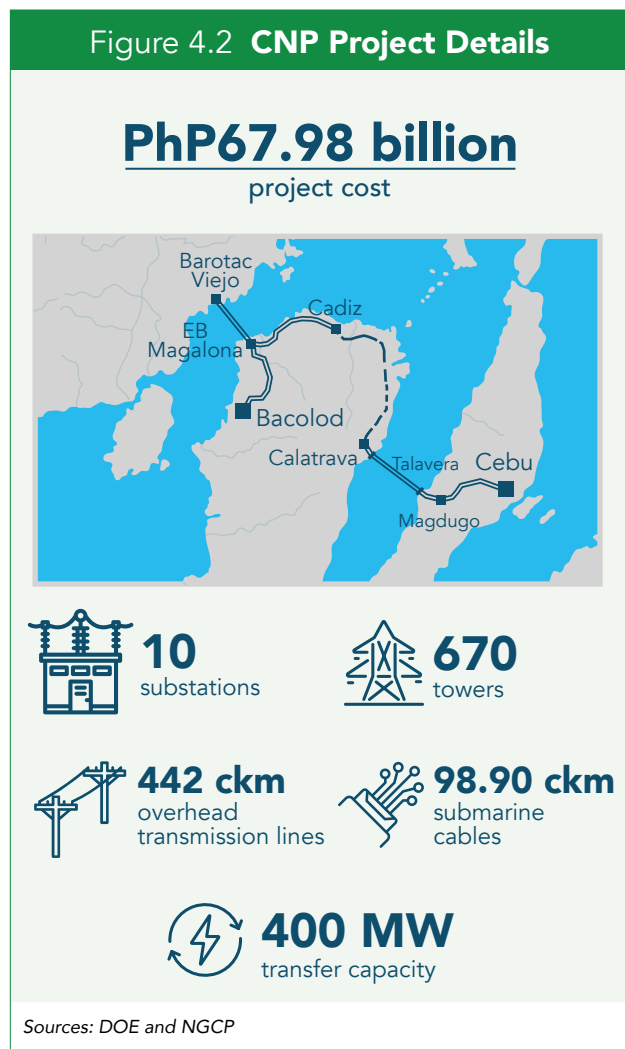 Figure 4.2 CNP Project Details
PhP67.98 billion
project cost
Barotac
Viejo
Cadiz
EB
Magalona
Bacolod
Calatrava
Talavera
Cebu
Magdugo
10
substations
670
towers
442 ckm
overhead
transmission lines
98.90 ckm
submarine
cables
400 MW
transfer capacity
Sources: DOE and NGCP